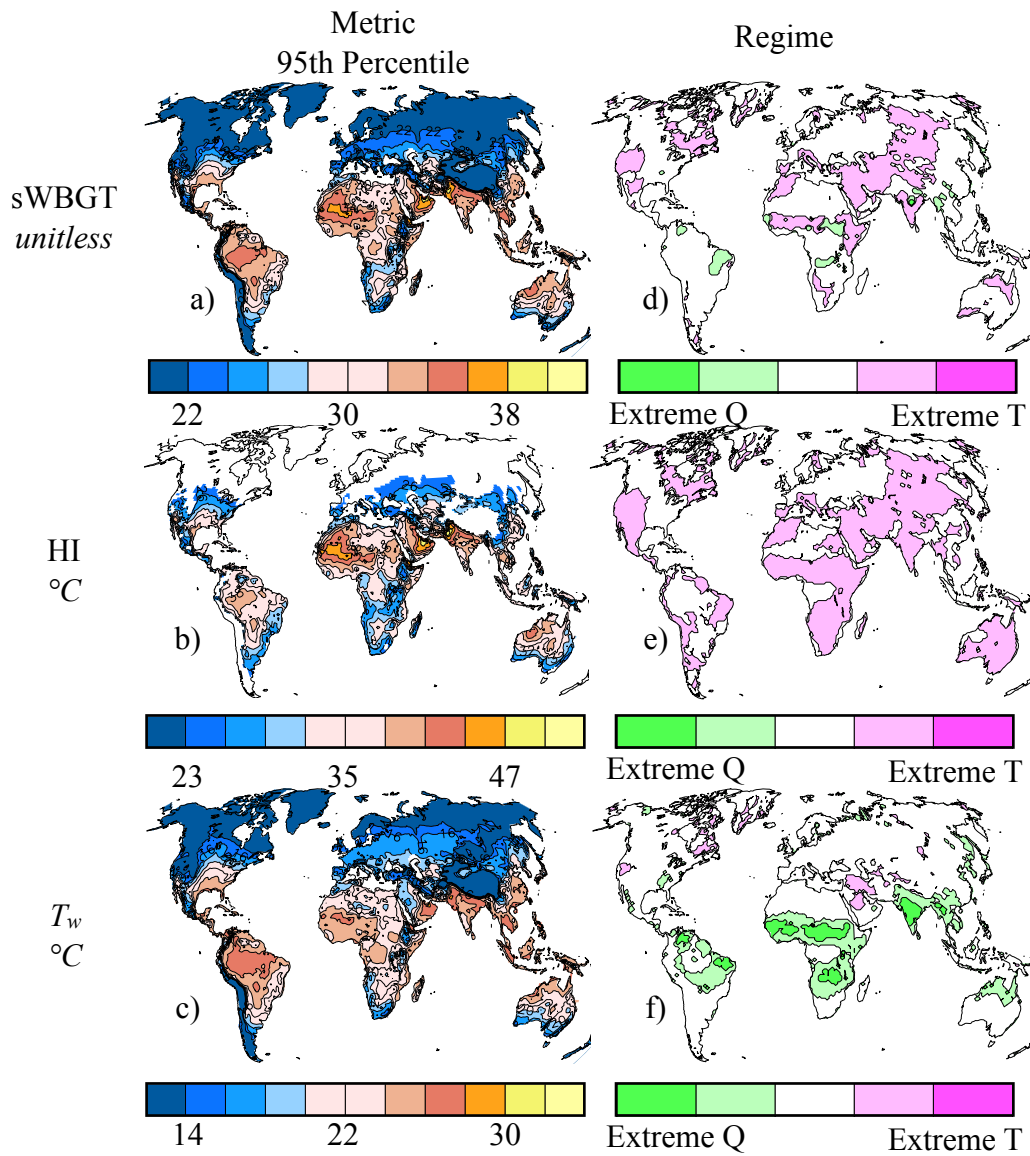 Metric
95th Percentile
Regime
sWBGT
unitless
a)
d)
22 30 38
Extreme Q Extreme T
HI
°C
b)
e)
23 35 47
Extreme Q Extreme T
T_w
°C
c)
f)
14 22 30
Extreme Q Extreme T